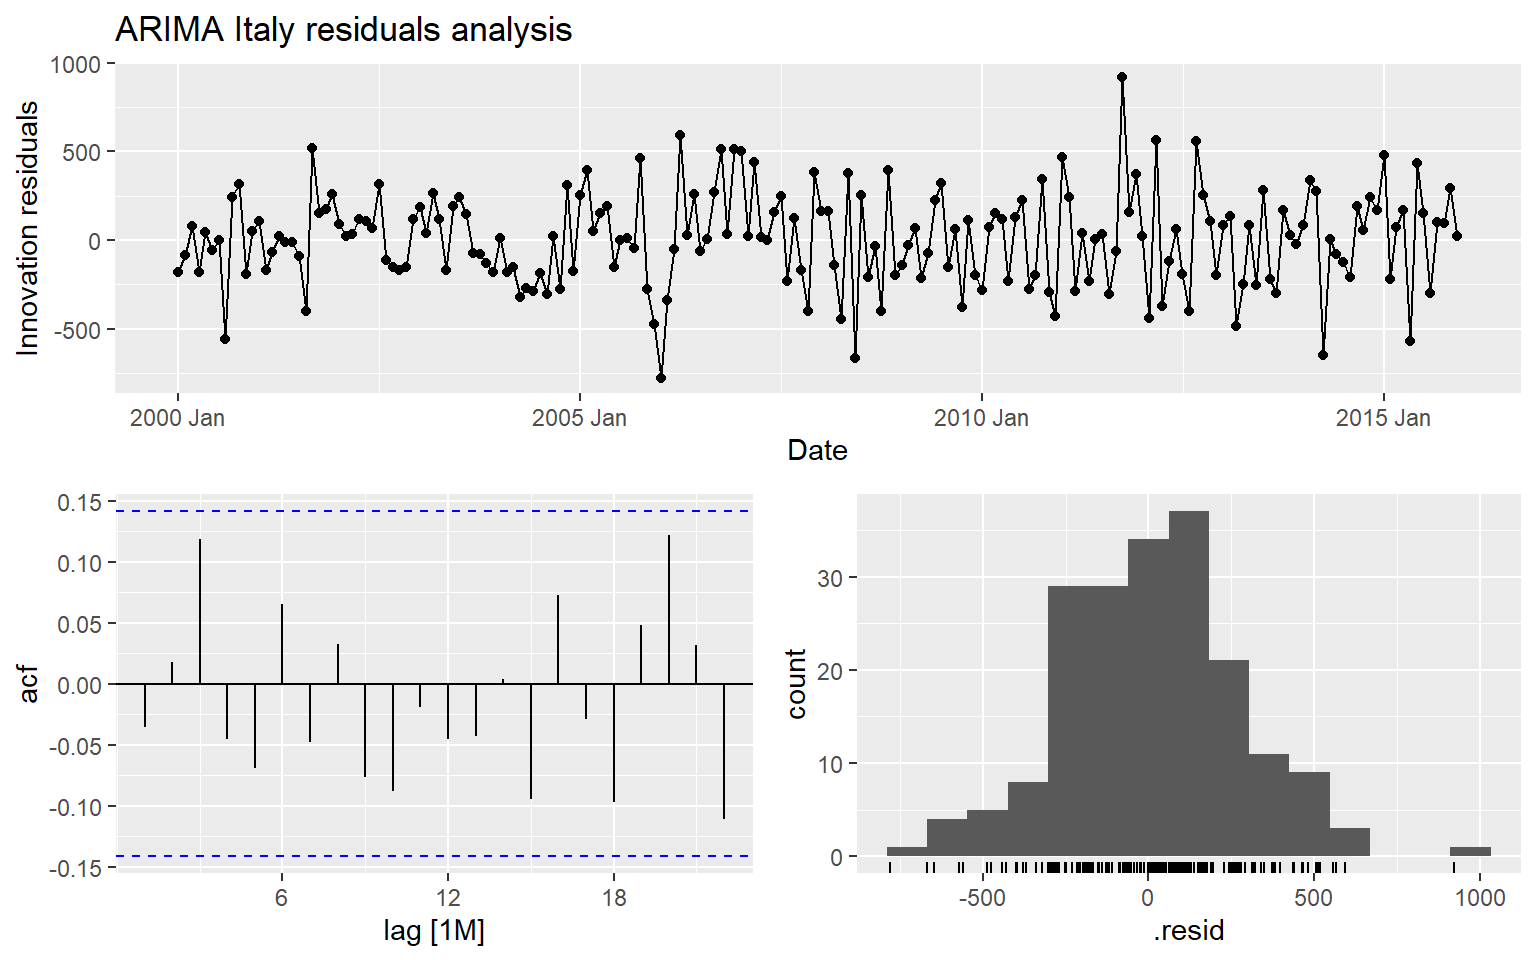 ARIMA Italy residuals analysis
Innovation residuals
1000
500
0
-500
2000 Jan
2005 Jan
2010 Jan
2015 Jan
Date
acf
0.15
0.10
0.05
0.00
-0.05
-0.10
-0.15
6
12
18
lag [1M]
count
30
20
10
0
-500
0
500
1000
.resid